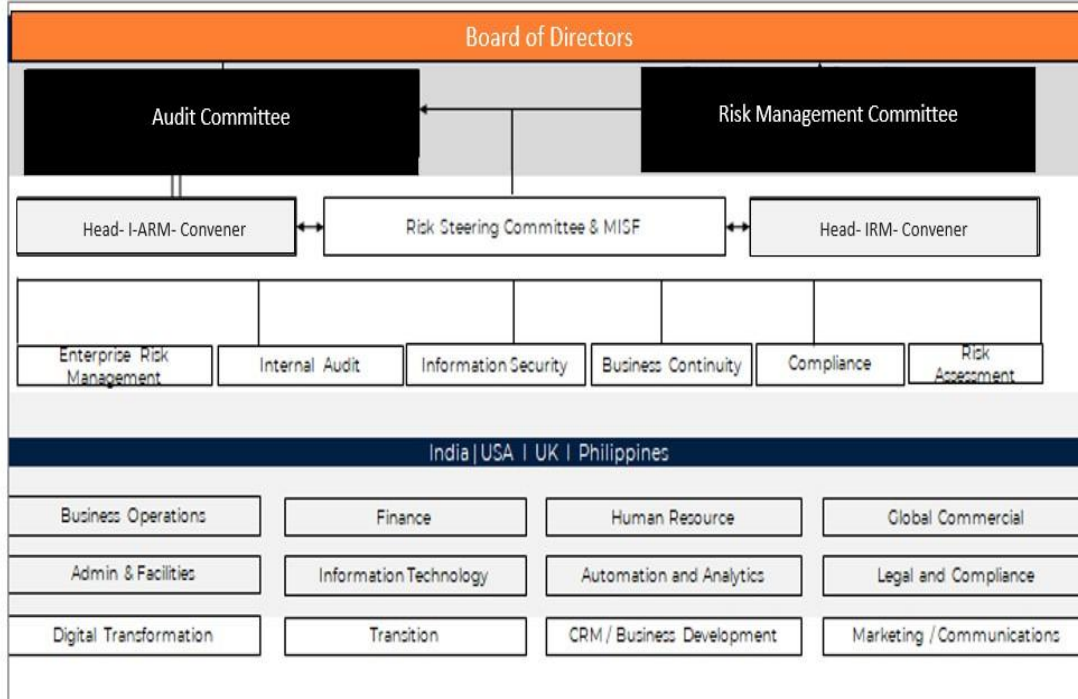 Board of Directors
Audit Committee
Risk Management Committee
Head- I-ARM- Convener
Risk Steering Committee & MISF
Head- IRM- Convener
Enterprise Risk
Management
Internal Audit
Information Security
Business Continuity
Compliance
Risk
Assessment
India|USA I UK I Philippines
Business Operations
Finance
Human Resource
Global Commercial
Admin & Facilities
Information Technology
Automation and Analytics
Legal and Compliance
Digital Transformation
Transition
CRM / Business Development
Marketing / Communications